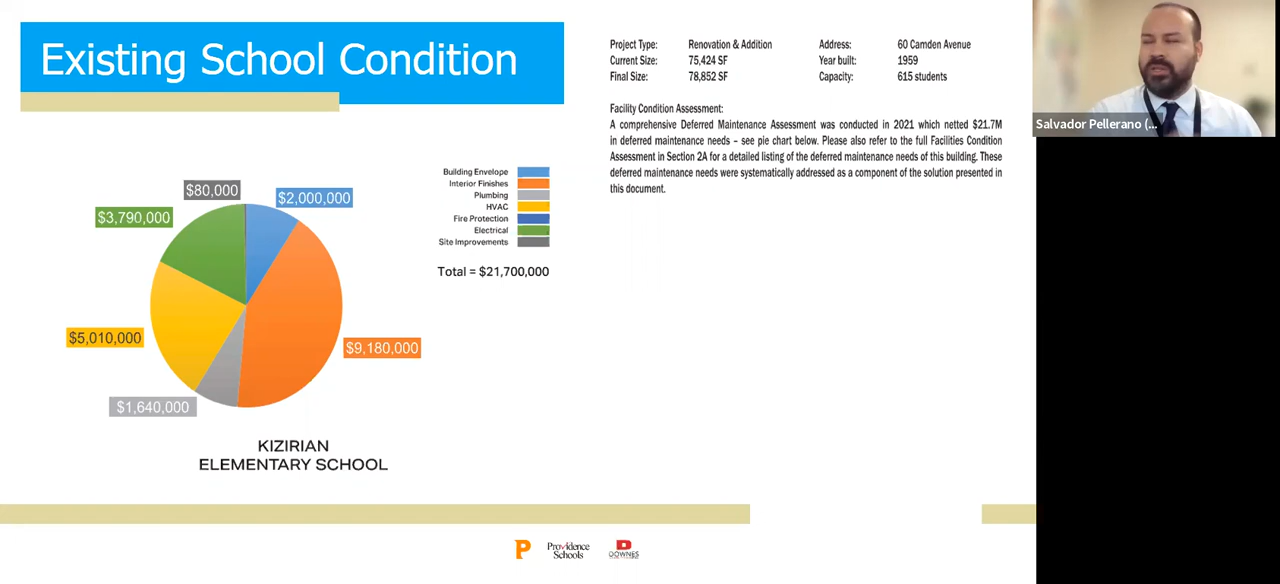 Existing School Condition
Project Type: Renovation & Addition Address: 60 Camden Avenue
Current Size: 75,424 SF Year built: 1959
Final Size: 78,852 SF Capacity: 615 students
Facility Condition Assessment:
A comprehensive Deferred Maintenance Assessment was conducted in 2021 which netted $21.7M
in deferred maintenance needs – see pie chart below. Please also refer to the full Facilities Condition
Assessment in Section 2A for a detailed listing of the deferred maintenance needs of this building. These
deferred maintenance needs were systematically addressed as a component of the solution presented in
this document.
Salvador Pellerano (...
Building Envelope
Interior Finishes
Plumbing
HVAC
Fire Protection
Electrical
Site Improvements
Total = $21,700,000
$80,000
$2,000,000
$3,790,000
$5,010,000
$9,180,000
$1,640,000
KIZIRIAN
ELEMENTARY SCHOOL
P
Providence
Schools
D
DOWNES